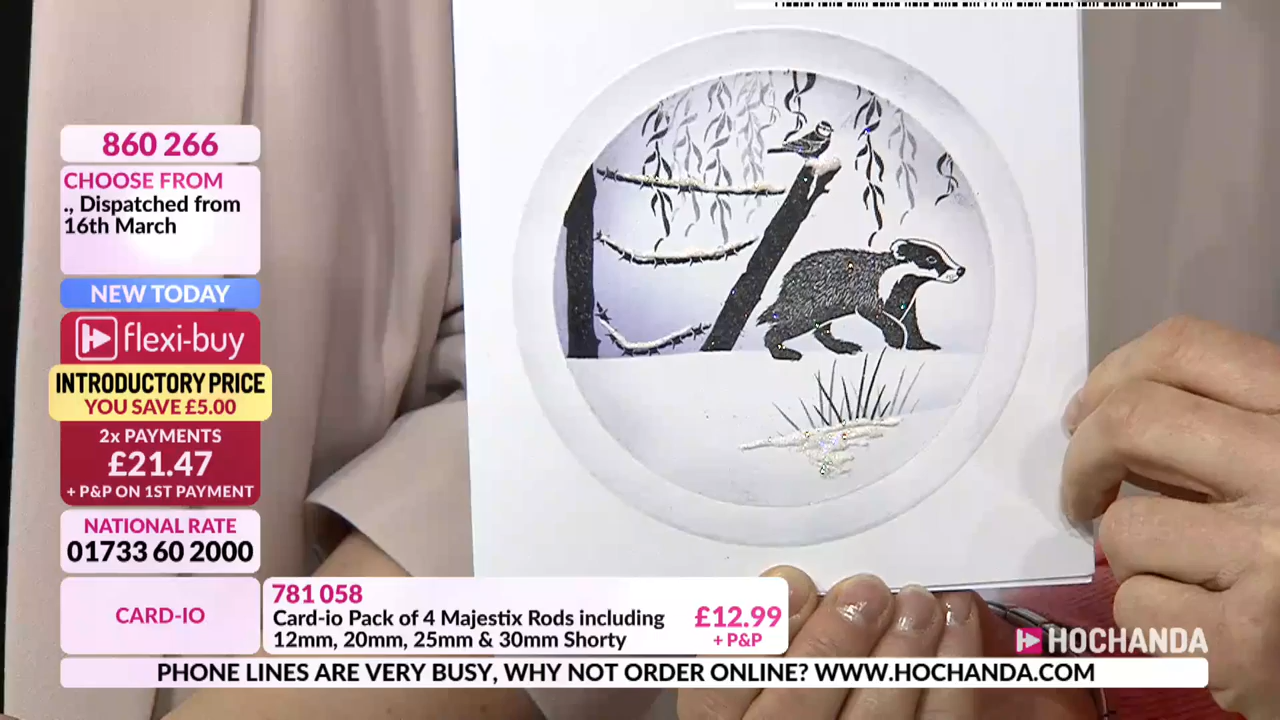 860 266
CHOOSE FROM
., Dispatched from
16th March
NEW TODAY
flexi-buy
INTRODUCTORY PRICE
YOU SAVE £5.00
2x PAYMENTS
£21.47
+ P&P ON 1ST PAYMENT
NATIONAL RATE
01733 60 2000
CARD-IO
781 058
Card-io Pack of 4 Majestix Rods including
12mm, 20mm, 25mm & 30mm Shorty
£12.99
+ P&P
HOCHANDA
PHONE LINES ARE VERY BUSY, WHY NOT ORDER ONLINE? WWW.HOCHANDA.COM